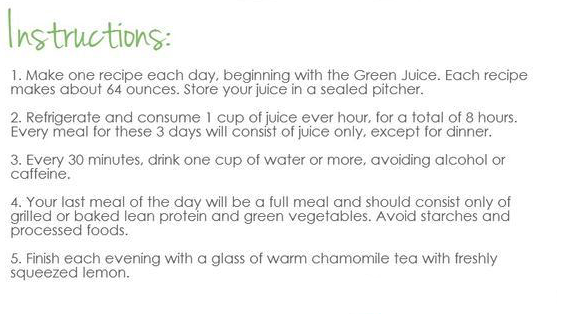 Instructions:
1. Make one recipe each day, beginning with the Green Juice. Each recipe
makes about 64 ounces. Store your juice in a sealed pitcher.
2. Refrigerate and consume 1 cup of juice ever hour, for a total of 8 hours.
Every meal for these 3 days will consist of juice only, except for dinner.
3. Every 30 minutes, drink one cup of water or more, avoiding alcohol or
caffeine.
4. Your last meal of the day will be a full meal and should consist only of
grilled or baked lean protein and green vegetables. Avoid starches and
processed foods.
5. Finish each evening with a glass of warm chamomile tea with freshly
squeezed lemon.